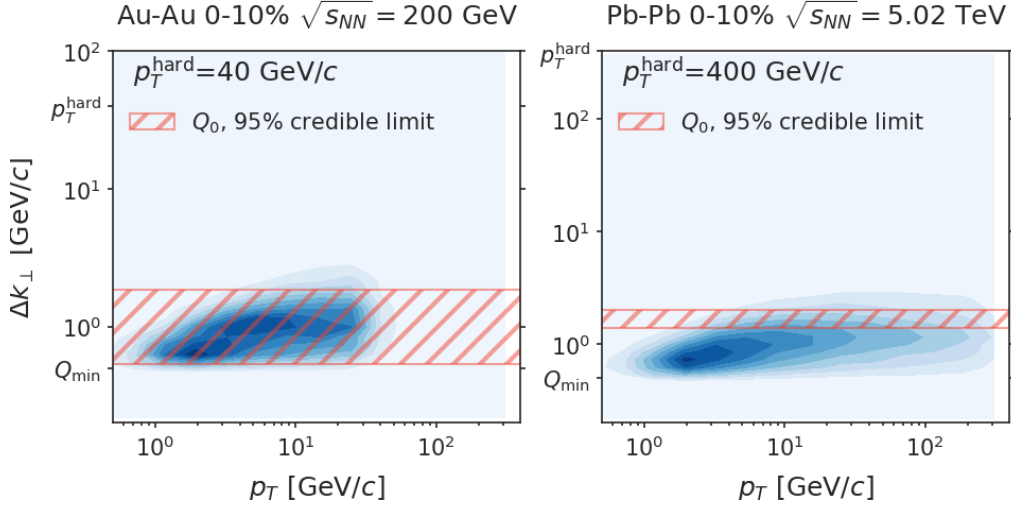 Au-Au 0-10% √s_NN = 200 GeV
p_T^hard=40 GeV/c
Q_0, 95% credible limit
10^2
p_T^hard
10^1
10^0
Q_min
Δk_⊥ [GeV/c]
10^0 10^1 10^2
p_T [GeV/c]
Pb-Pb 0-10% √s_NN = 5.02 TeV
p_T^hard=400 GeV/c
Q_0, 95% credible limit
p_T^hard
10^2
10^1
10^0
Q_min
10^0 10^1 10^2
p_T [GeV/c]